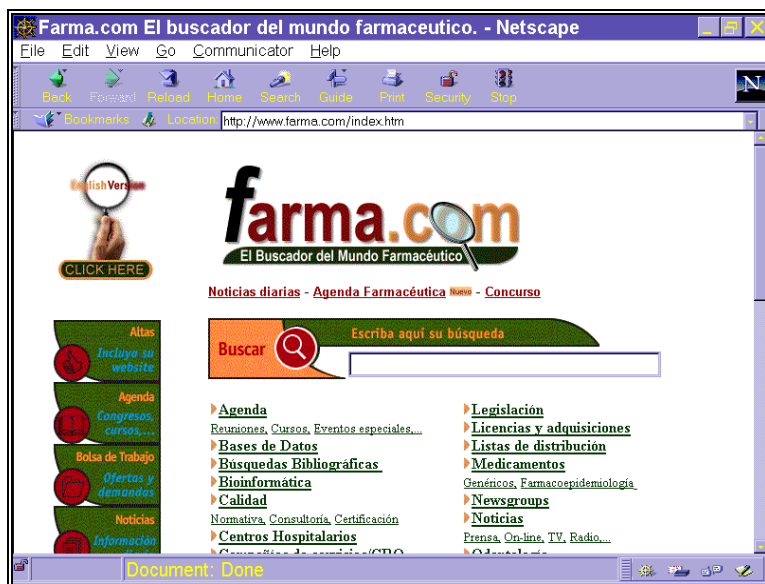 Farma.com El buscador del mundo farmaceutico. - Netscape
File Edit View Go Communicator Help
Back Forward Reload Home Search Guide Print Security Stop
N
Bookmarks Location http://www.farma.com/index.htm
English Version
CLICK HERE
farma.com
El Buscador del Mundo Farmacéutico
Noticias diarias - Agenda Farmacéutica Nuevo - Concurso
Buscar
Escriba aquí su búsqueda
Altas
Incluya su
website
Agenda
Congresos,
cursos,...
Bolsa de Trabajo
Ofertas y
demandas
Noticias
Información
Agenda
Reuniones, Cursos, Eventos especiales,...
Bases de Datos
Búsquedas Bibliográficas
Bioinformática
Calidad
Normativa, Consultoría, Certificación
Centros Hospitalarios
Legislación
Licencias y adquisiciones
Listas de distribución
Medicamentos
Genéricos, Farmacoepidemiología
Newsgroups
Noticias
Prensa, On-line, TV, Radio,...
Document: Done